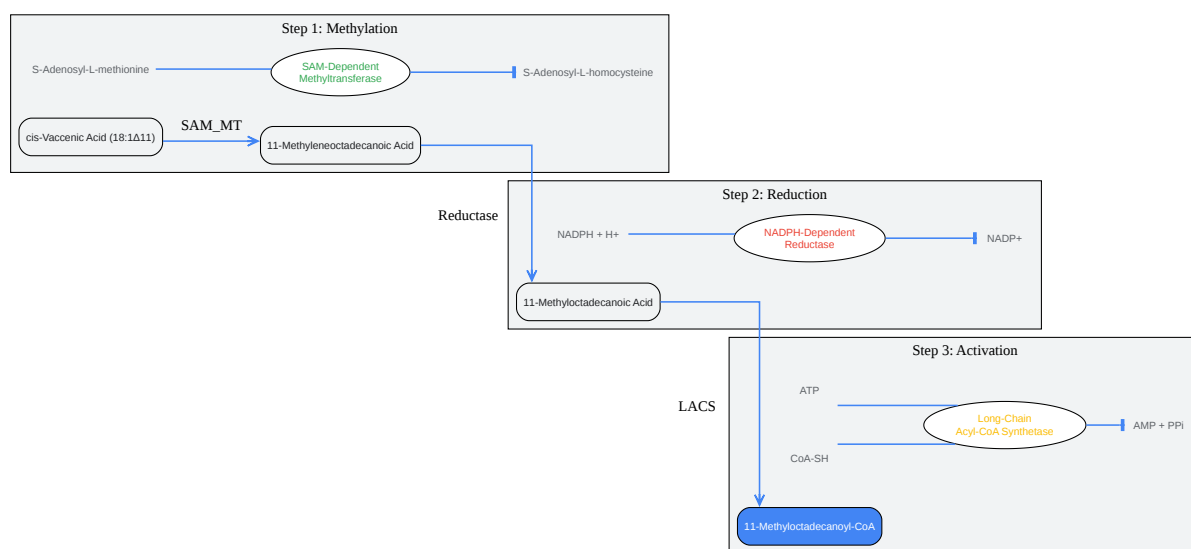 Step 1: Methylation
S-Adenosyl-L-methionine
SAM-Dependent
Methyltransferase
S-Adenosyl-L-homocysteine
cis-Vaccenic Acid (18:1Δ11)
SAM_MT
11-Methyleneoctadecanoic Acid
Step 2: Reduction
Reductase
NADPH + H+
NADPH-Dependent
Reductase
NADP+
11-Methyloctadecanoic Acid
Step 3: Activation
LACS
ATP
Long-Chain
Acyl-CoA Synthetase
AMP + PPi
CoA-SH
11-Methyloctadecanoyl-CoA